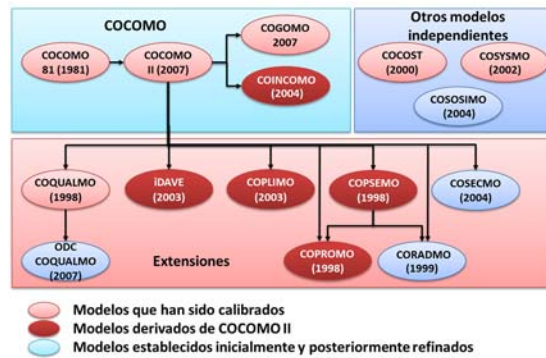 COCOMO
COCOMO
81 (1981)
COCOMO
II (2007)
COGOMO
2007
COINCOMO
(2004)
Otros modelos
independientes
COCOST
(2000)
COSYSMO
(2002)
COSOSIMO
(2004)
COQUALMO
(1998)
iDAVE
(2003)
COPLIMO
(2003)
COPSEMO
(1998)
COSECMO
(2004)
ODC
COQUALMO
(2007)
Extensiones
COPROMO
(1998)
CORADMO
(1999)
Modelos que han sido calibrados
Modelos derivados de COCOMO II
Modelos establecidos inicialmente y posteriormente refinados